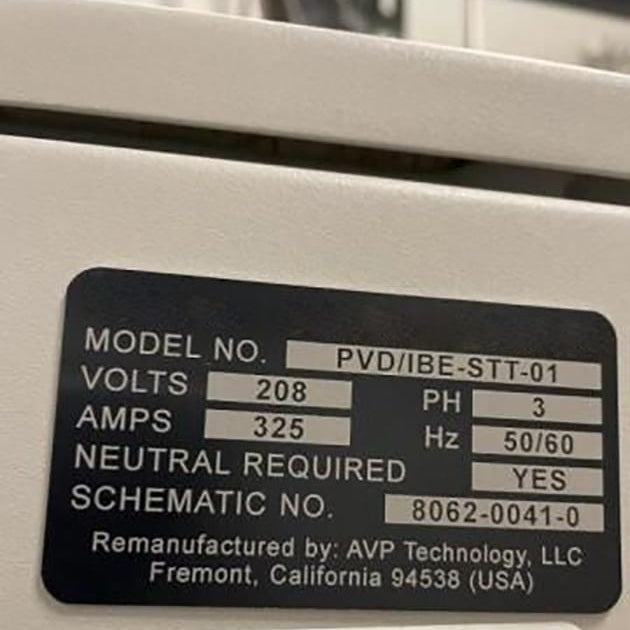 MODEL NO. PVD/IBE-STT-01
VOLTS 208 PH 3
AMPS 325 Hz 50/60
NEUTRAL REQUIRED YES
SCHEMATIC NO. 8062-0041-0
Remanufactured by: AVP Technology, LLC
Fremont, California 94538 (USA)